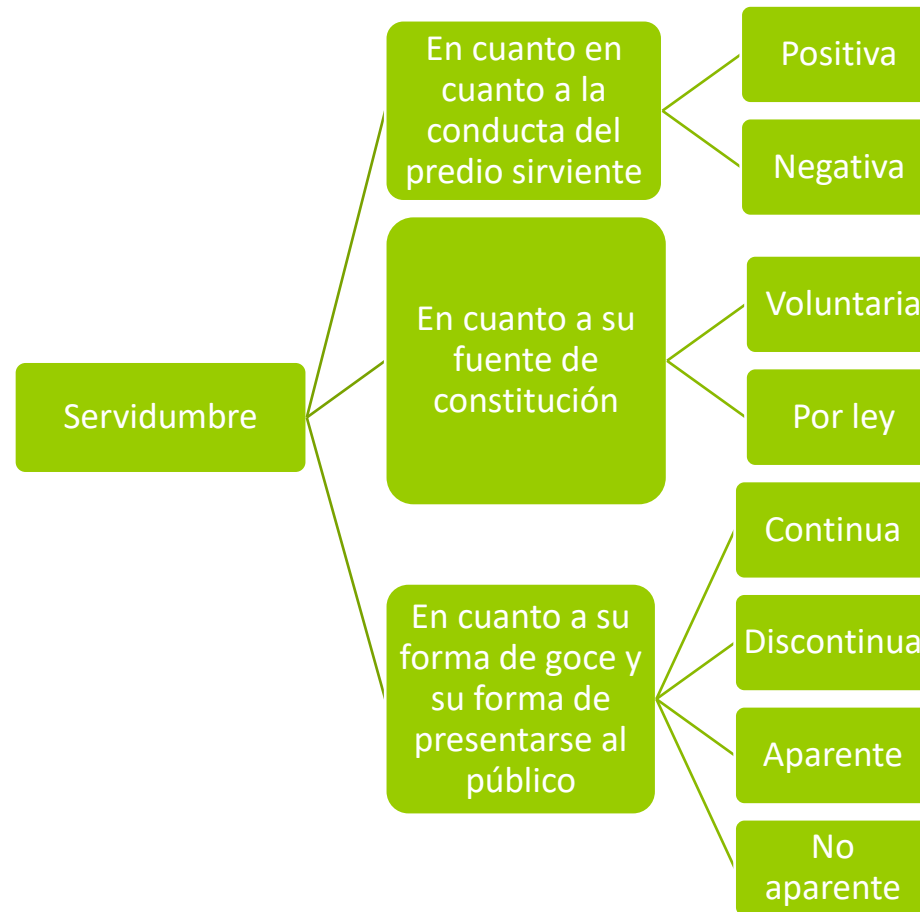 Servidumbre
En cuanto en
cuanto a la
conducta del
predio sirviente
Positiva
Negativa
En cuanto a su
fuente de
constitución
Voluntaria
Por ley
En cuanto a su
forma de goce y
su forma de
presentarse al
público
Continua
Discontinua
Aparente
No
aparente